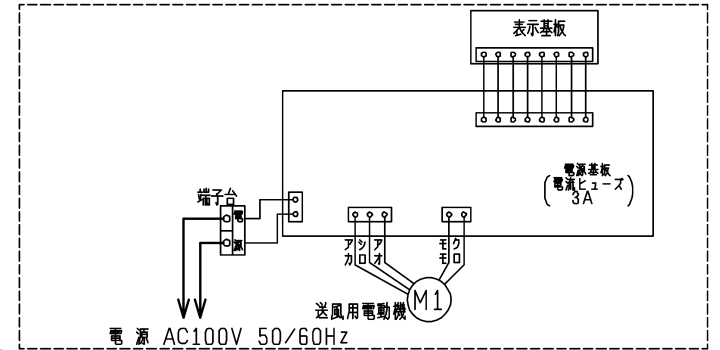 表示基板
電源基板
(電流ヒューズ)
3A
端子台
電
源
アカ
シロ
アオ
モモ
クロ
M1
送風用電動機
電 源 AC100V 50/60Hz